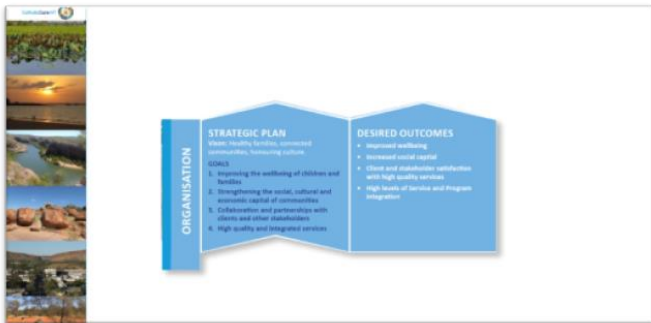 CatholicCareNT
ORGANISATION
STRATEGIC PLAN
Vision: Healthy families, connected
communities, honouring culture.
GOALS
1. Improving the wellbeing of children and
families
2. Strengthening the social, cultural and
economic capital of communities
3. Collaboration and partnerships with
clients and other stakeholders
4. High quality and integrated services
DESIRED OUTCOMES
• Improved wellbeing
• Increased social capital
• Client and stakeholder satisfaction
with high quality services
• High levels of Service and Program
Integration